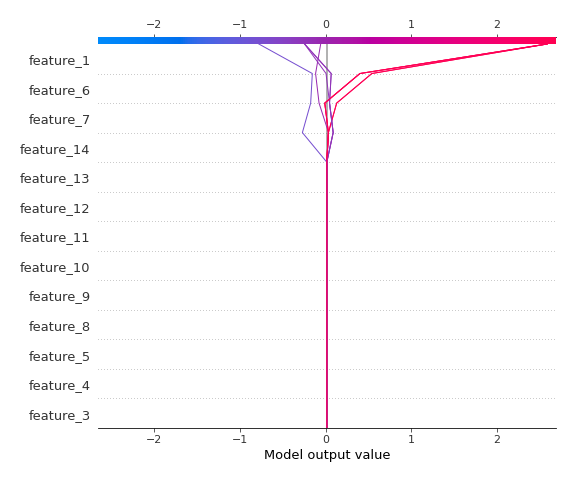 −2 −1 0 1 2
feature_1
feature_6
feature_7
feature_14
feature_13
feature_12
feature_11
feature_10
feature_9
feature_8
feature_5
feature_4
feature_3
−2 −1 0 1 2
Model output value